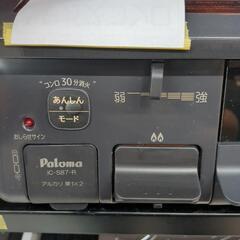 コンロ30分消火
あんしん
モード
弱
強
おしらせサイン
Paloma
IC-S87-R
アルカリ単1×2